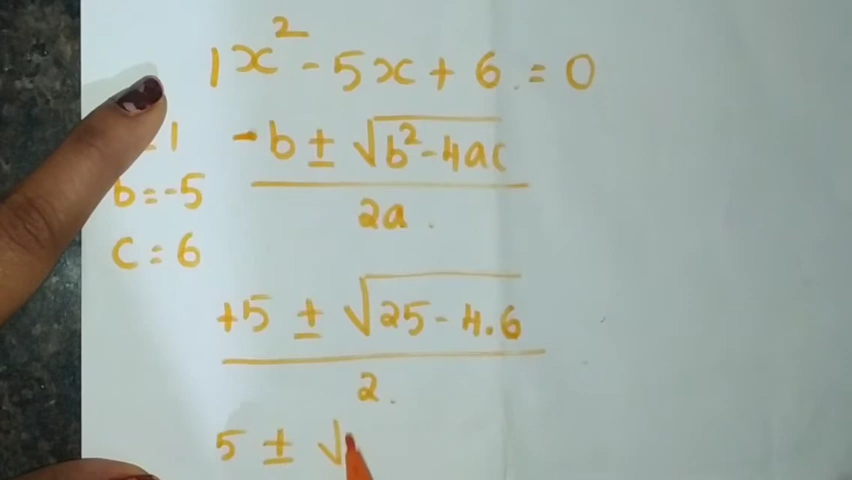 1x² - 5x + 6 = 0
= 1
-b ± √(b² - 4ac)
b = -5
2a
c = 6
+5 ± √(25 - 4.6)
2
5 ± √